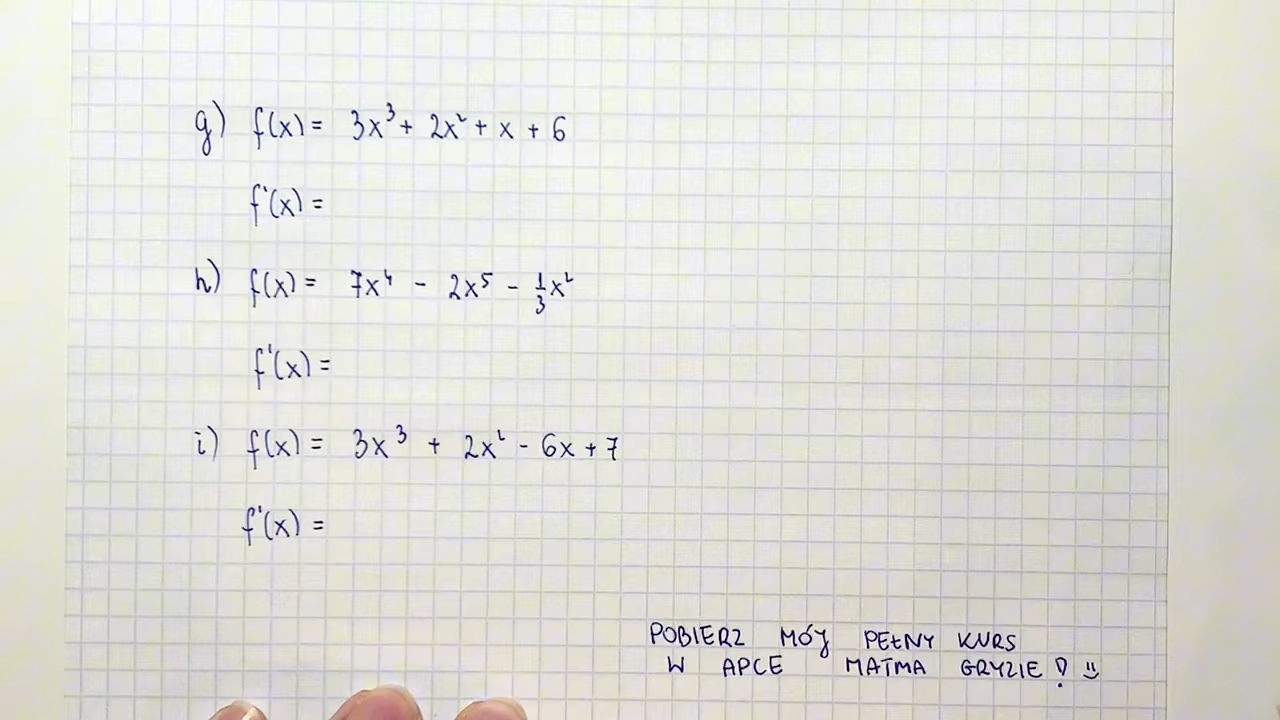 g) f(x) = 3x³ + 2x² + x + 6
f'(x) =
h) f(x) = 7x⁴ - 2x⁵ - 1/3x²
f'(x) =
i) f(x) = 3x³ + 2x² - 6x + 7
f'(x) =
POBIERZ MÓJ PEŁNY KURS
W APCE MATMA GRYZIE! :)